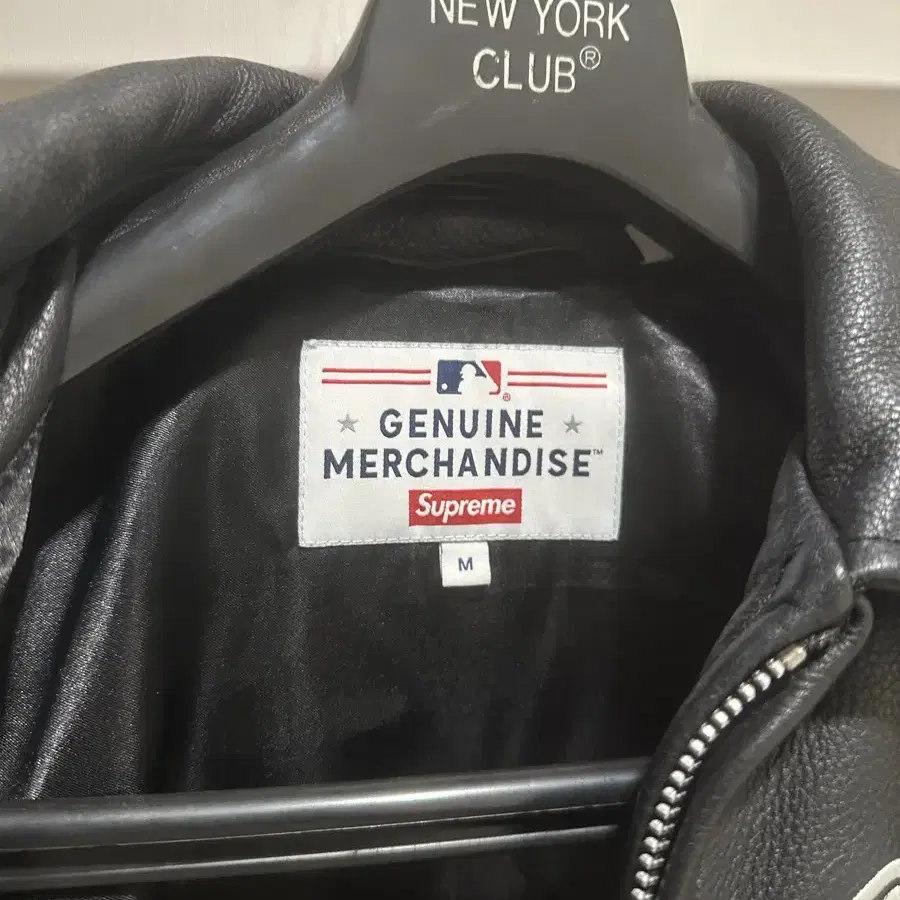 NEW YORK
CLUB®
GENUINE
MERCHANDISE™
Supreme
M